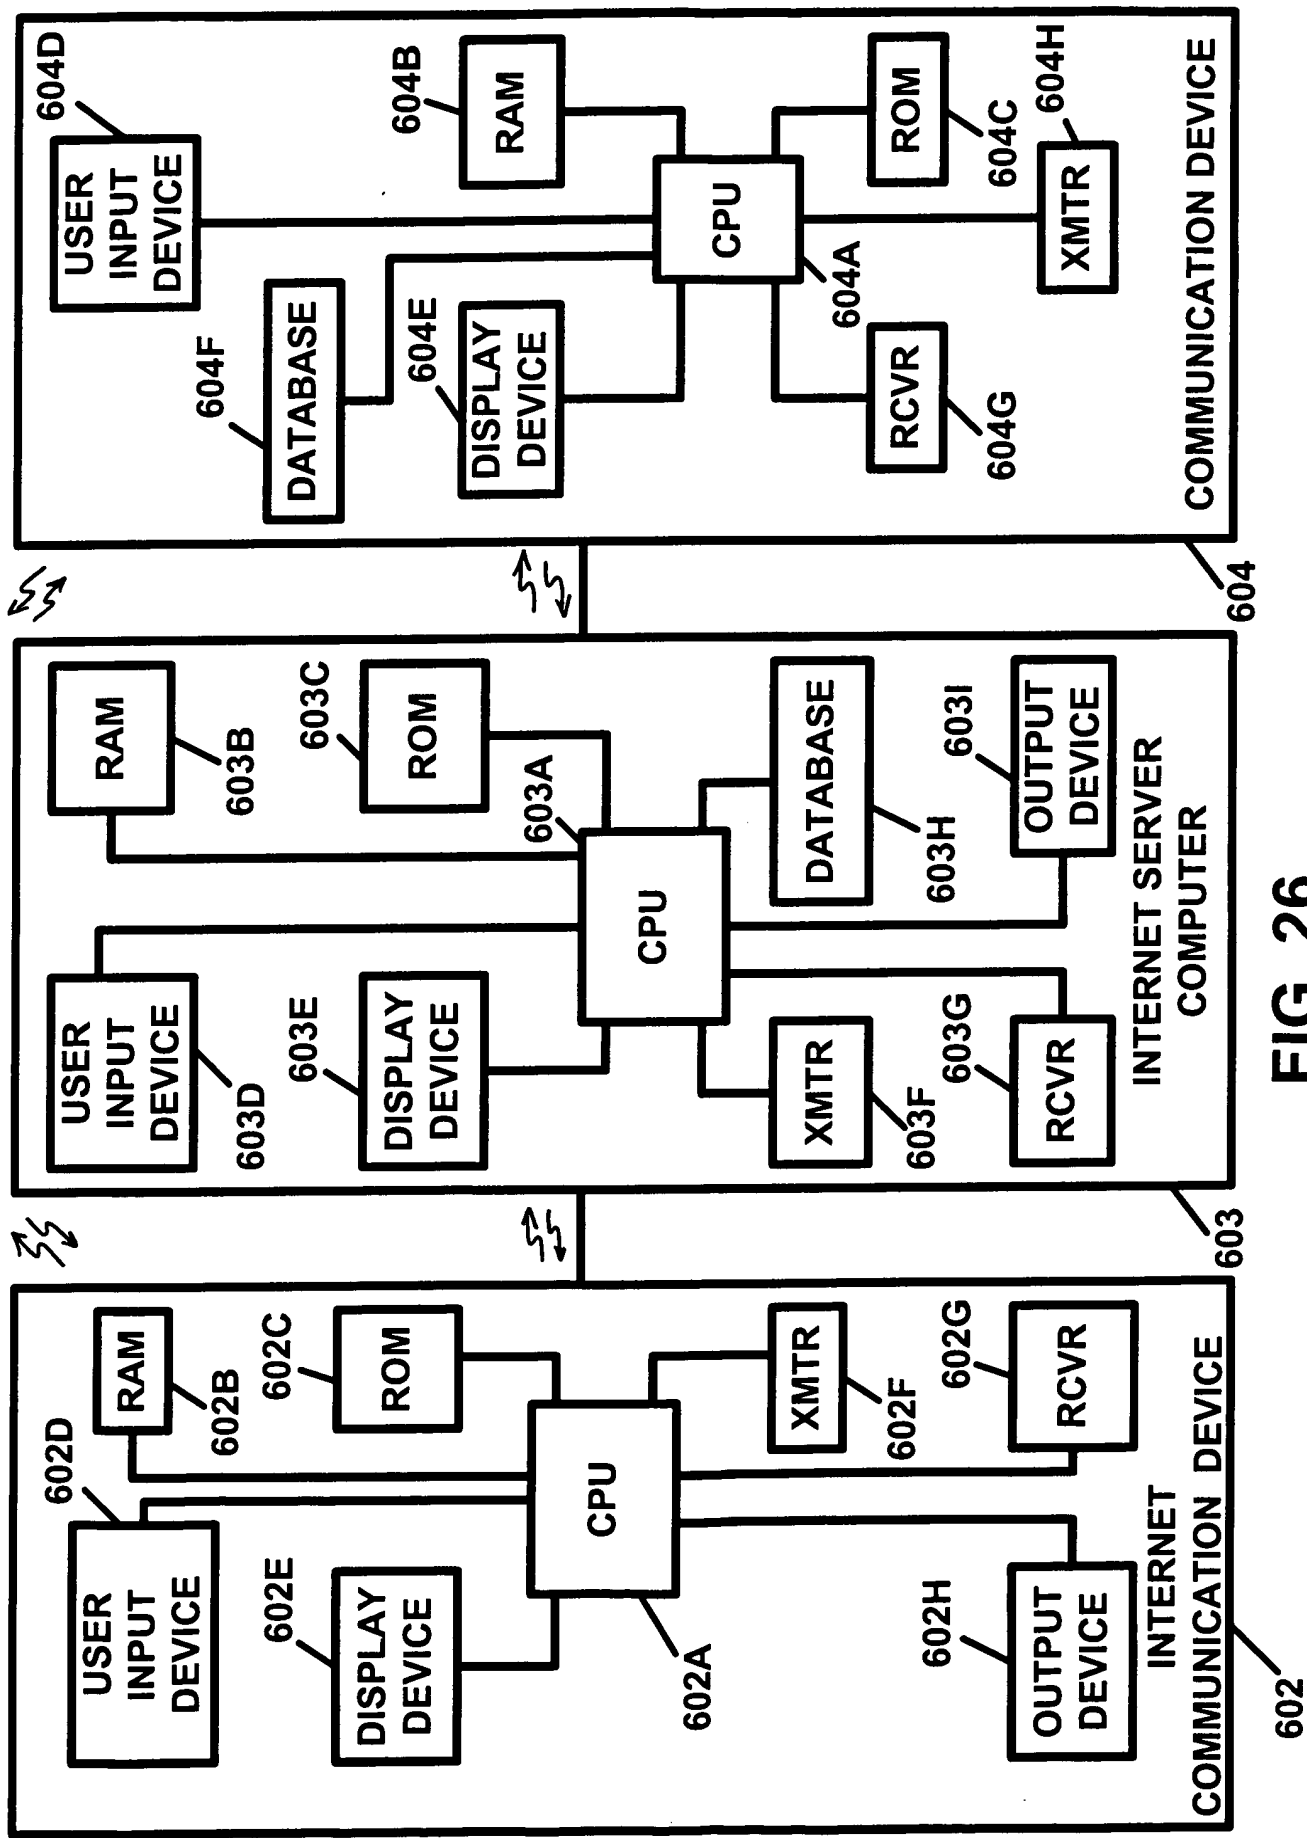 USER
INPUT
DEVICE
602D
RAM
602B
602E
DISPLAY
DEVICE
602C
ROM
CPU
602A
XMTR
602F
602H
OUTPUT
DEVICE
602G
RCVR
INTERNET
COMMUNICATION DEVICE
602
USER
INPUT
DEVICE
603D
RAM
603B
603E
DISPLAY
DEVICE
603C
ROM
603A
CPU
XMTR
603F
DATABASE
603H
603G
RCVR
603I
OUTPUT
DEVICE
INTERNET SERVER
COMPUTER
603
604D
USER
INPUT
DEVICE
604F
DATABASE
604E
DISPLAY
DEVICE
604B
RAM
CPU
604A
RCVR
604G
ROM
604C
604H
XMTR
COMMUNICATION DEVICE
604
FIG. 26